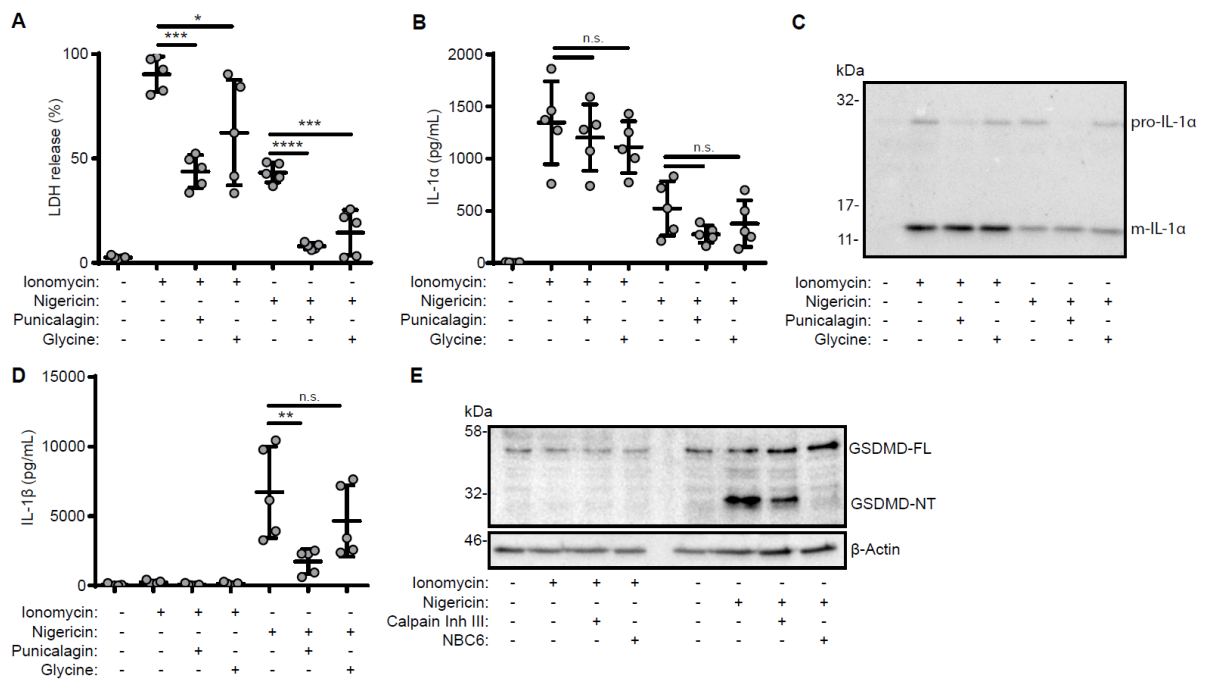 A
*
***
***
****
100
50
0
LDH release (%)
Ionomycin: - + + + - - -
Nigericin: - - - - + + +
Punicalagin: - - + - - + -
Glycine: - - - + - - +
B
n.s.
n.s.
2000
1500
1000
500
0
IL-1α (pg/mL)
Ionomycin: - + + + - - -
Nigericin: - - - - + + +
Punicalagin: - - + - - + -
Glycine: - - - + - - +
C
kDa
32-
17-
11-
pro-IL-1α
m-IL-1α
Ionomycin: - + + + - - -
Nigericin: - - - - + + +
Punicalagin: - - + - - + -
Glycine: - - - + - - +
D
n.s.
**
15000
10000
5000
0
IL-1β (pg/mL)
Ionomycin: - + + + - - -
Nigericin: - - - - + + +
Punicalagin: - - + - - + -
Glycine: - - - + - - +
E
kDa
58-
32-
46-
GSDMD-FL
GSDMD-NT
β-Actin
Ionomycin: - + + + - - - -
Nigericin: - - - - - + + +
Calpain Inh III: - - + - - - + -
NBC6: - - - + - - - +